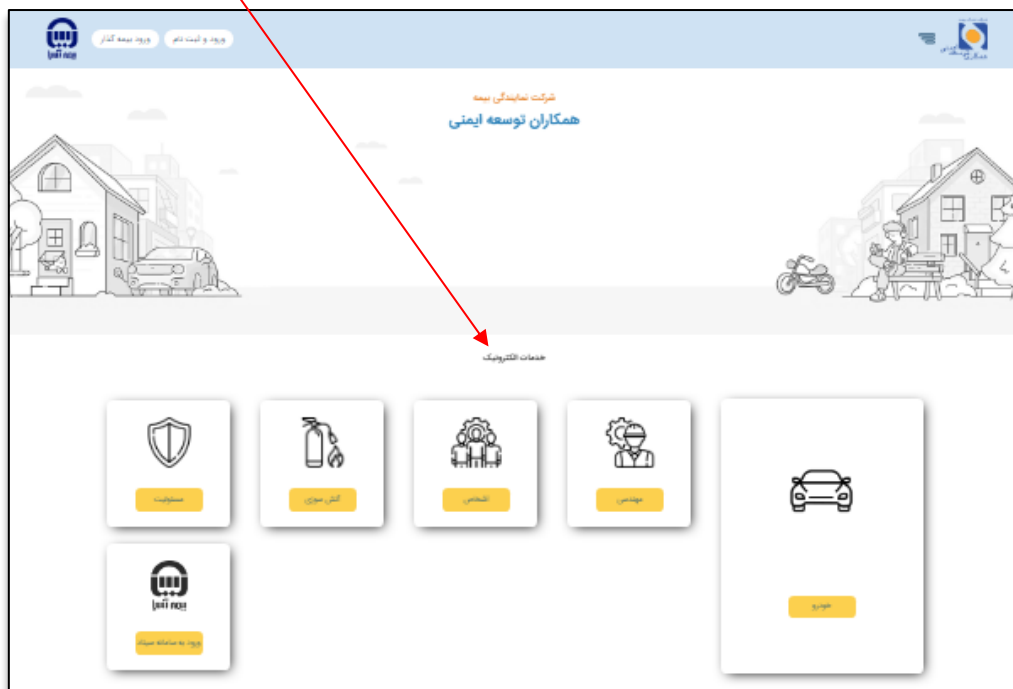 ورود و ثبت نام
ورود بیمه گذار
بیمه آسیا
شرکت نمایندگی بیمه
همکاران توسعه ایمنی
خدمات الکترونیک
خودرو
مهندسی
اشخاص
آتش سوزی
مسئولیت
بیمه آسیا
ورود به سامانه سیناد